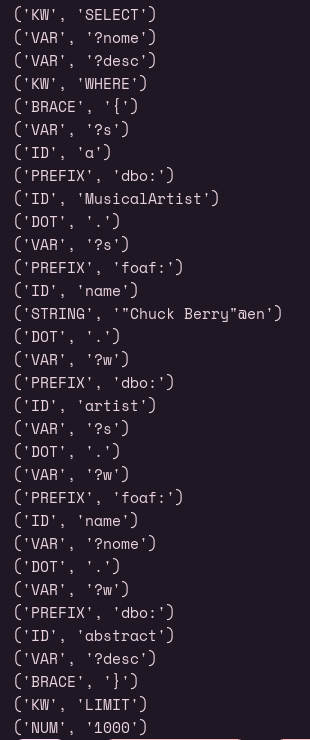 ('KW', 'SELECT')
('VAR', '?nome')
('VAR', '?desc')
('KW', 'WHERE')
('BRACE', '{')
('VAR', '?s')
('ID', 'a')
('PREFIX', 'dbo:')
('ID', 'MusicalArtist')
('DOT', '.')
('VAR', '?s')
('PREFIX', 'foaf:')
('ID', 'name')
('STRING', '"Chuck Berry"@en')
('DOT', '.')
('VAR', '?w')
('PREFIX', 'dbo:')
('ID', 'artist')
('VAR', '?s')
('DOT', '.')
('VAR', '?w')
('PREFIX', 'foaf:')
('ID', 'name')
('VAR', '?nome')
('DOT', '.')
('VAR', '?w')
('PREFIX', 'dbo:')
('ID', 'abstract')
('VAR', '?desc')
('BRACE', '}')
('KW', 'LIMIT')
('NUM', '1000')